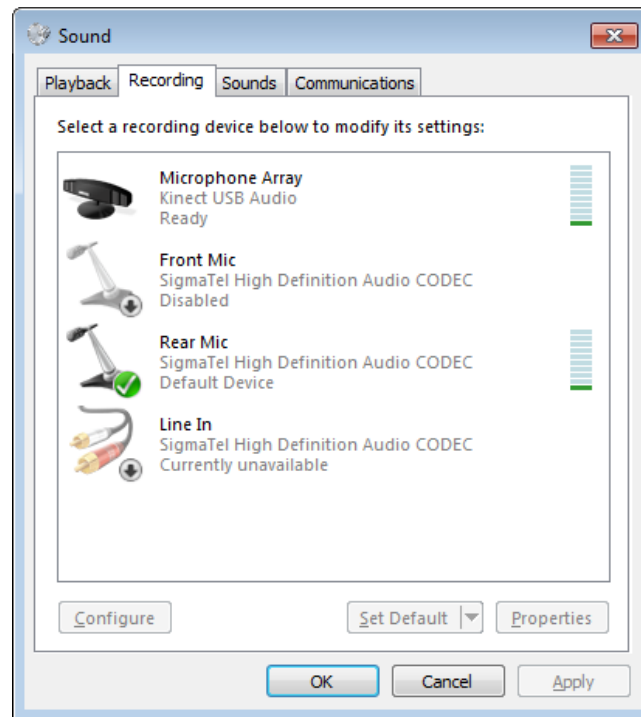 Sound
Playback Recording Sounds Communications
Select a recording device below to modify its settings:
Microphone Array
Kinect USB Audio
Ready
Front Mic
SigmaTel High Definition Audio CODEC
Disabled
Rear Mic
SigmaTel High Definition Audio CODEC
Default Device
Line In
SigmaTel High Definition Audio CODEC
Currently unavailable
Configure Set Default Properties
OK Cancel Apply